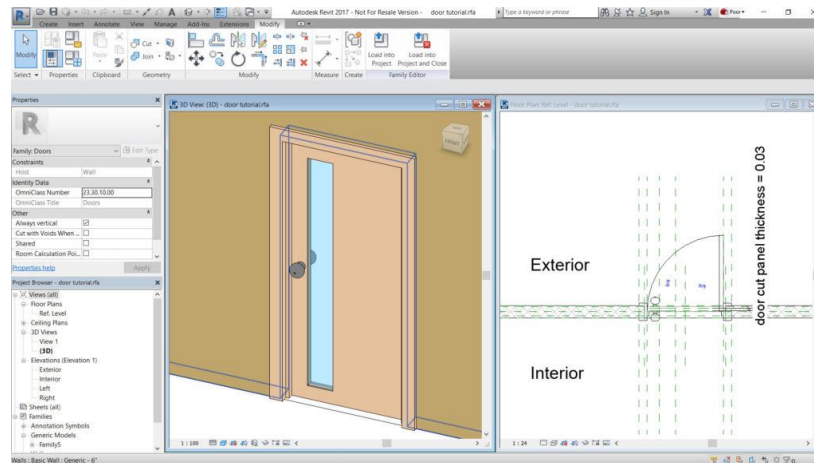 Autodesk Revit 2017 - Not For Resale Version - door tutorial.rfa
Type a keyword or phrase
Sign In
Create Insert Annotate View Manage Add-Ins Extensions Modify
Modify
Paste
Cut
Join
Load into Project
Load into Project and Close
Select Properties Clipboard Geometry Modify Measure Create Family Editor
Properties
Family: Doors
Edit Type
Constraints
Host Wall
Identity Data
OmniClass Number 23.30.10.00
OmniClass Title Doors
Other
Always vertical
Cut with Voids When ...
Shared
Room Calculation Poi...
Properties help
Apply
Project Browser - door tutorial.rfa
Views (all)
Floor Plans
Ref. Level
Ceiling Plans
3D Views
View 1
{3D}
Elevations (Elevation 1)
Exterior
Interior
Left
Right
Sheets (all)
Families
Annotation Symbols
Generic Models
Family5
Walls : Basic Wall : Generic - 6"
3D View: {3D} - door tutorial.rfa
FRONT
1 : 100
Floor Plan: Ref. Level - door tutorial.rfa
door cut panel thickness = 0.03
Exterior
Interior
1 : 24